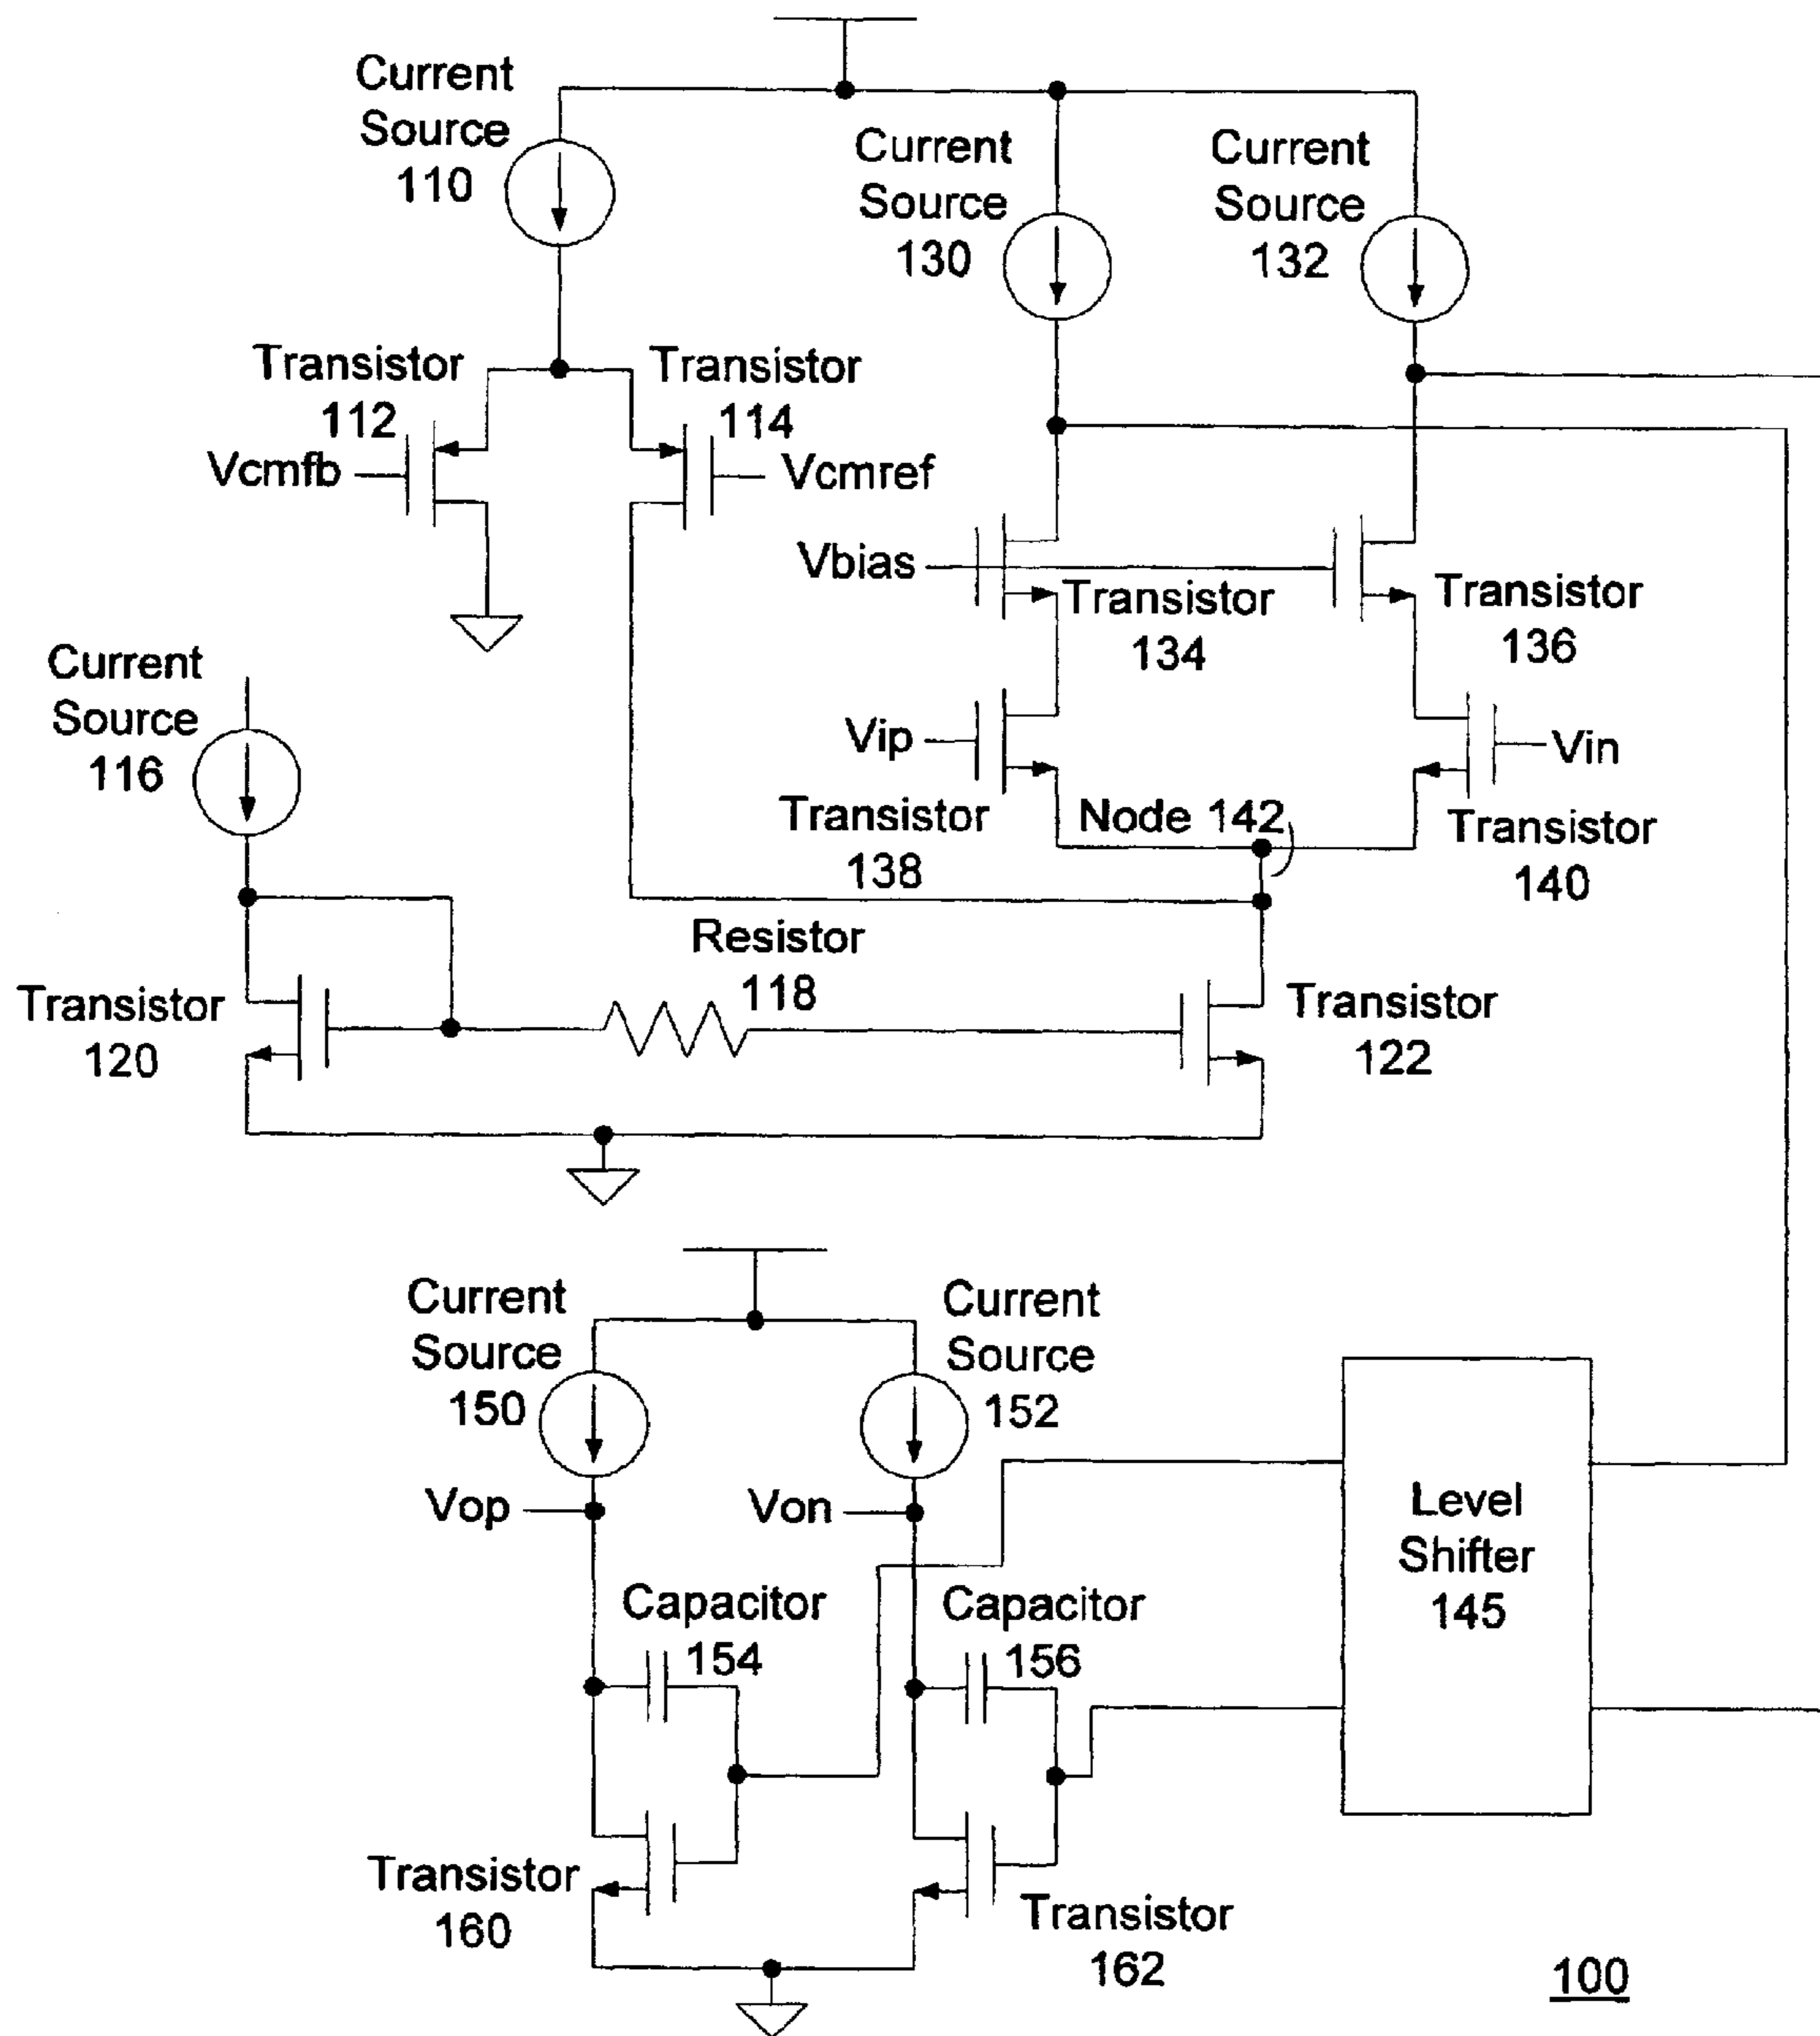 Current
Source
110
Current
Source
130
Current
Source
132
Transistor
112
Transistor
114
Vcmfb
Vcmref
Vbias
Transistor
134
Transistor
136
Current
Source
116
Vip
Vin
Transistor
138
Node 142
Transistor
140
Resistor
118
Transistor
120
Transistor
122
Current
Source
150
Current
Source
152
Vop
Von
Level
Shifter
145
Capacitor
154
Capacitor
156
Transistor
160
Transistor
162
100